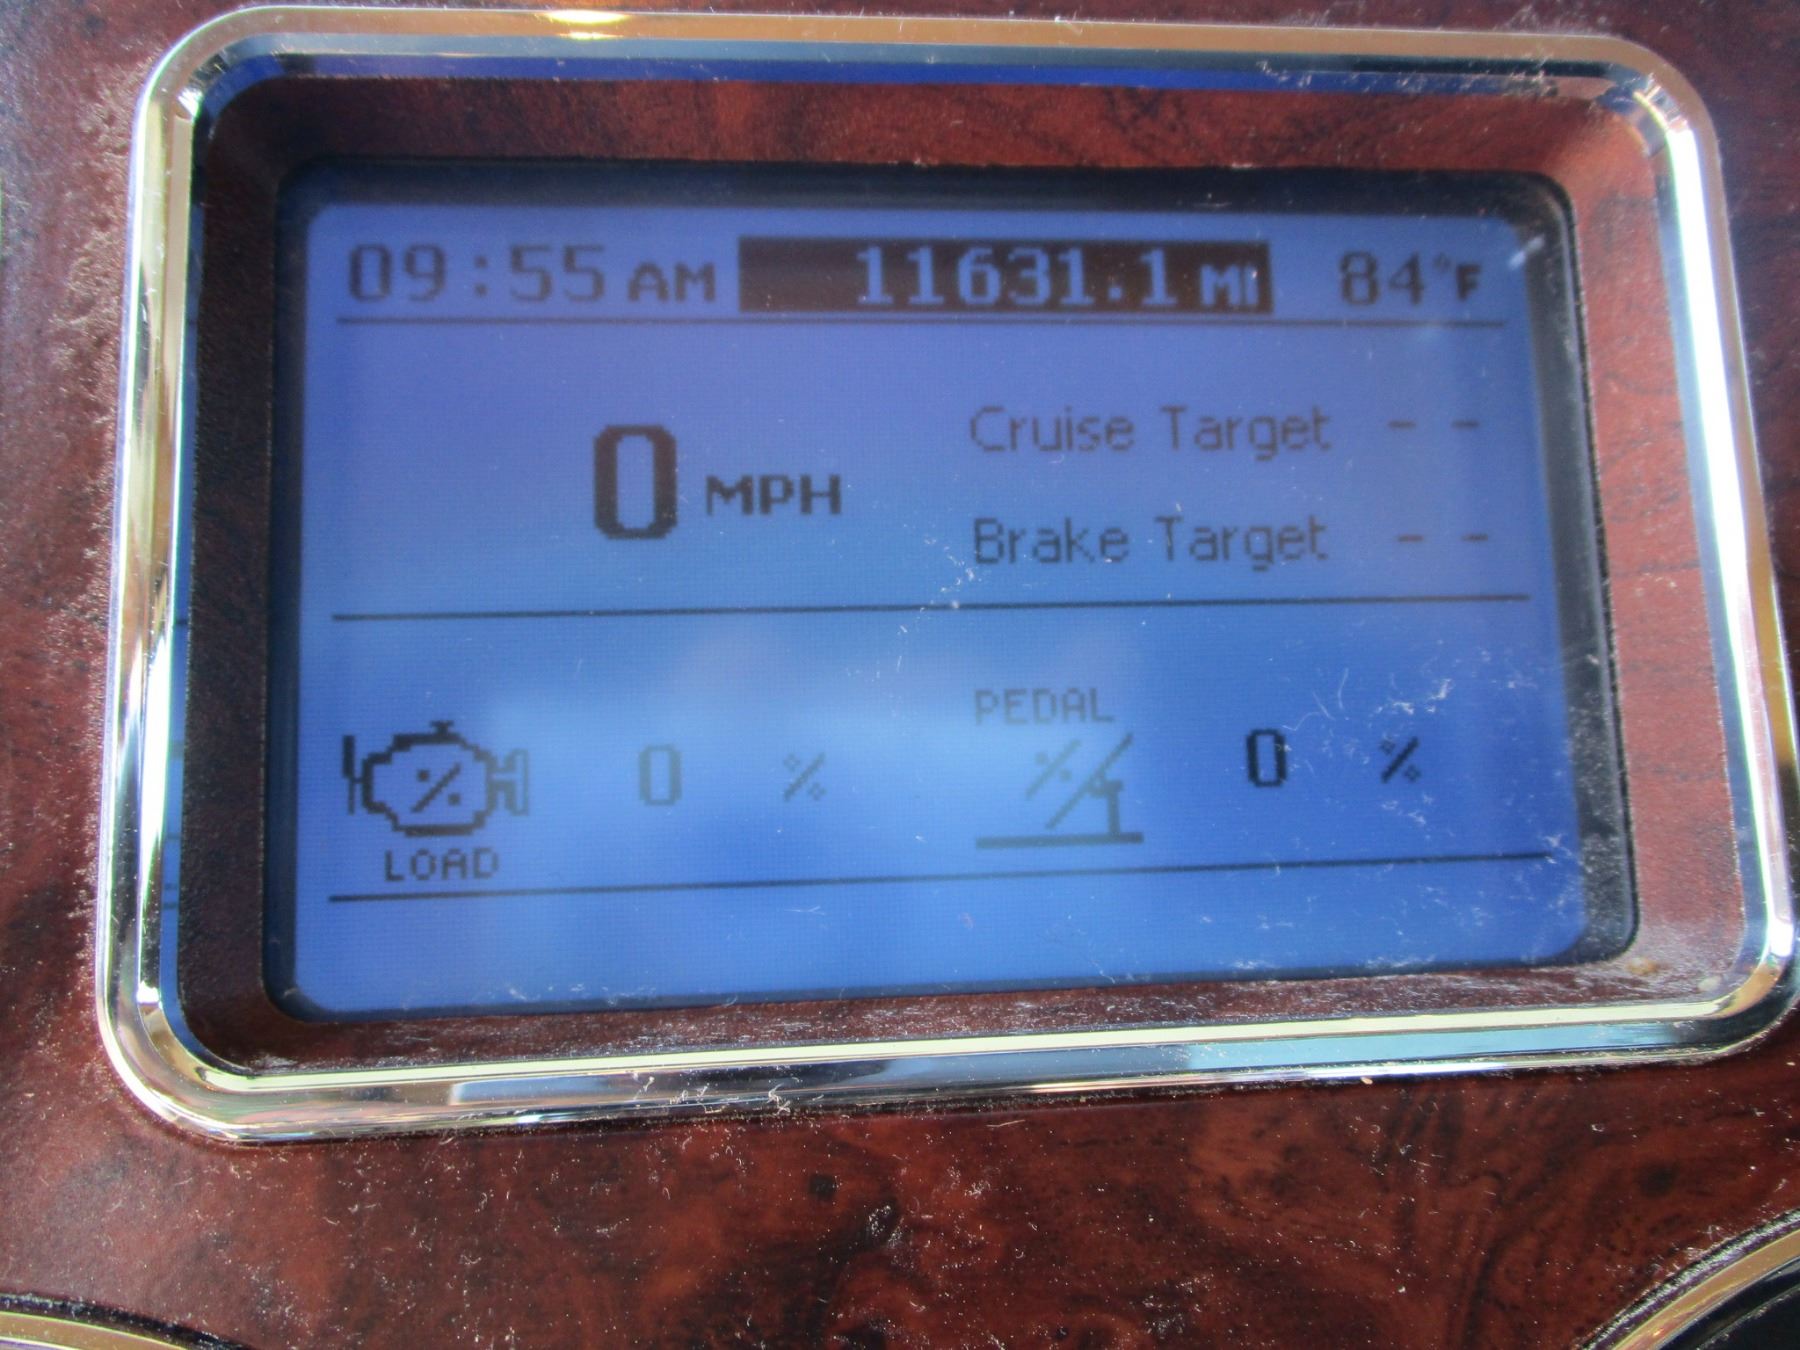 09:55 AM 11631.1 MI 84°F
Cruise Target - -
0 MPH
Brake Target - -
PEDAL
% 0 % % 0 %
LOAD